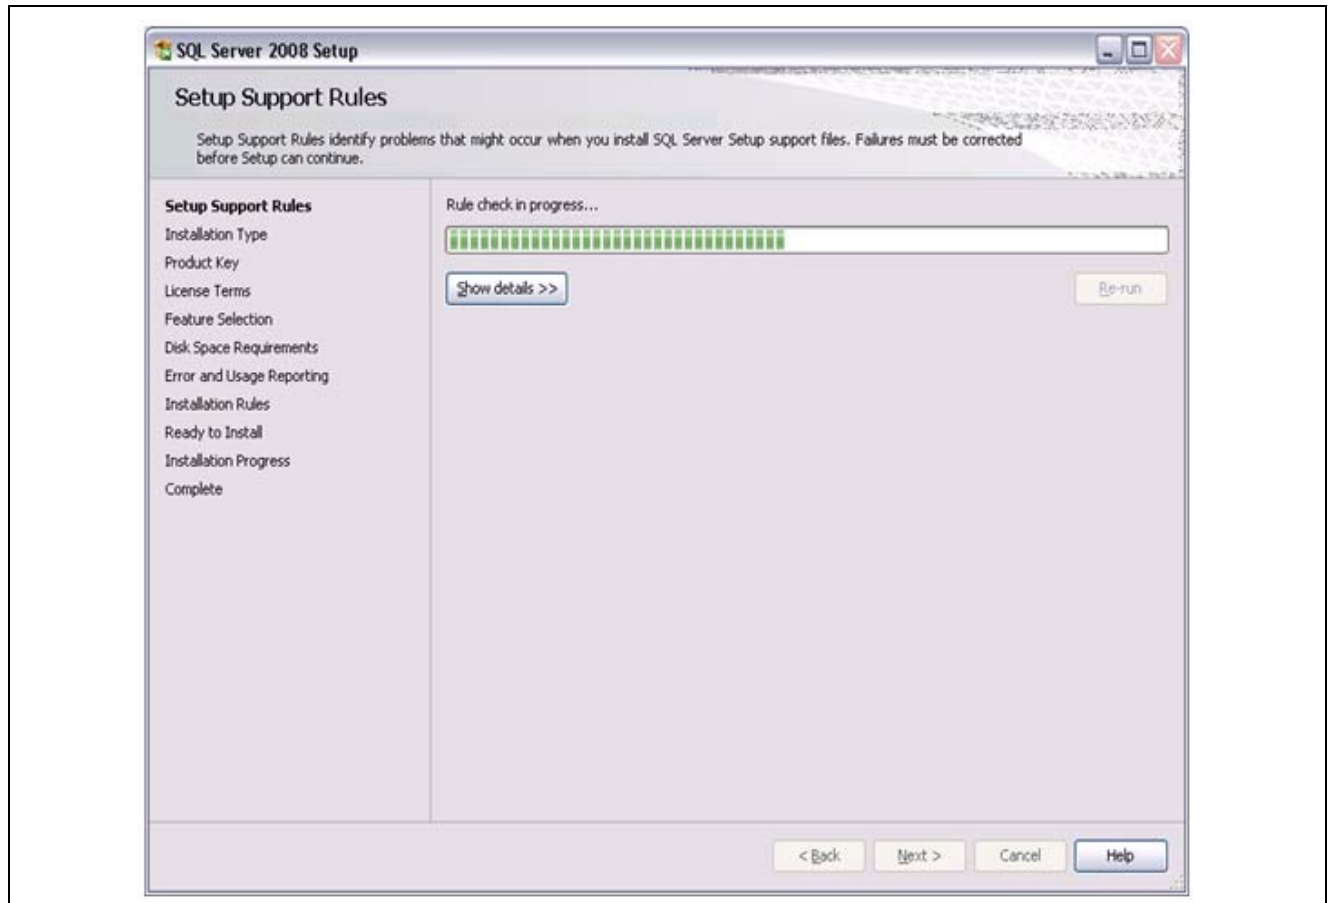 SQL Server 2008 Setup
Setup Support Rules
Setup Support Rules identify problems that might occur when you install SQL Server Setup support files. Failures must be corrected
before Setup can continue.
Setup Support Rules
Installation Type
Product Key
License Terms
Feature Selection
Disk Space Requirements
Error and Usage Reporting
Installation Rules
Ready to Install
Installation Progress
Complete
Rule check in progress...
Show details >>
Re-run
< Back
Next >
Cancel
Help